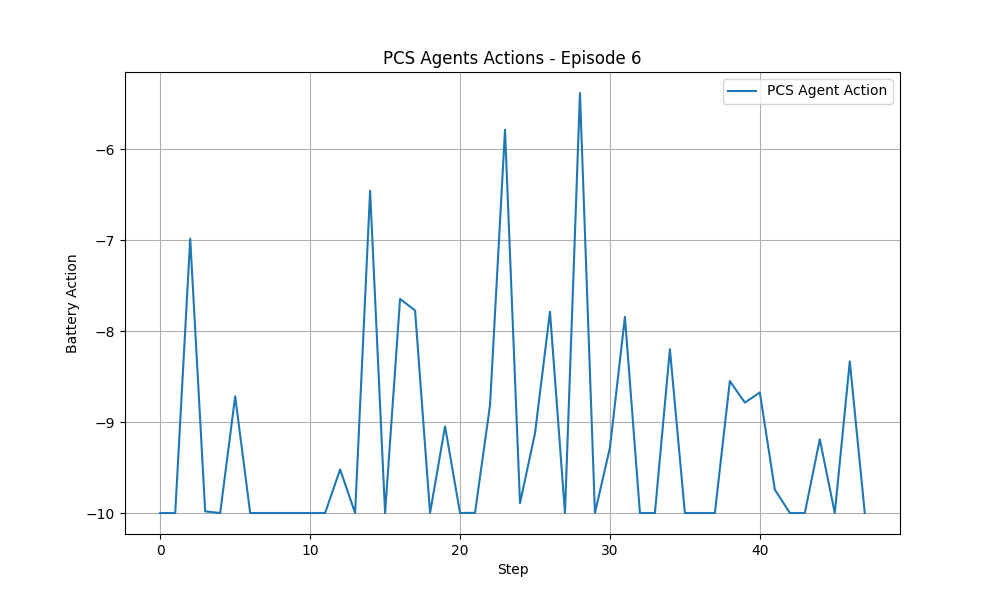 PCS Agents Actions - Episode 6
PCS Agent Action
Battery Action
−6
−7
−8
−9
−10
0 10 20 30 40
Step